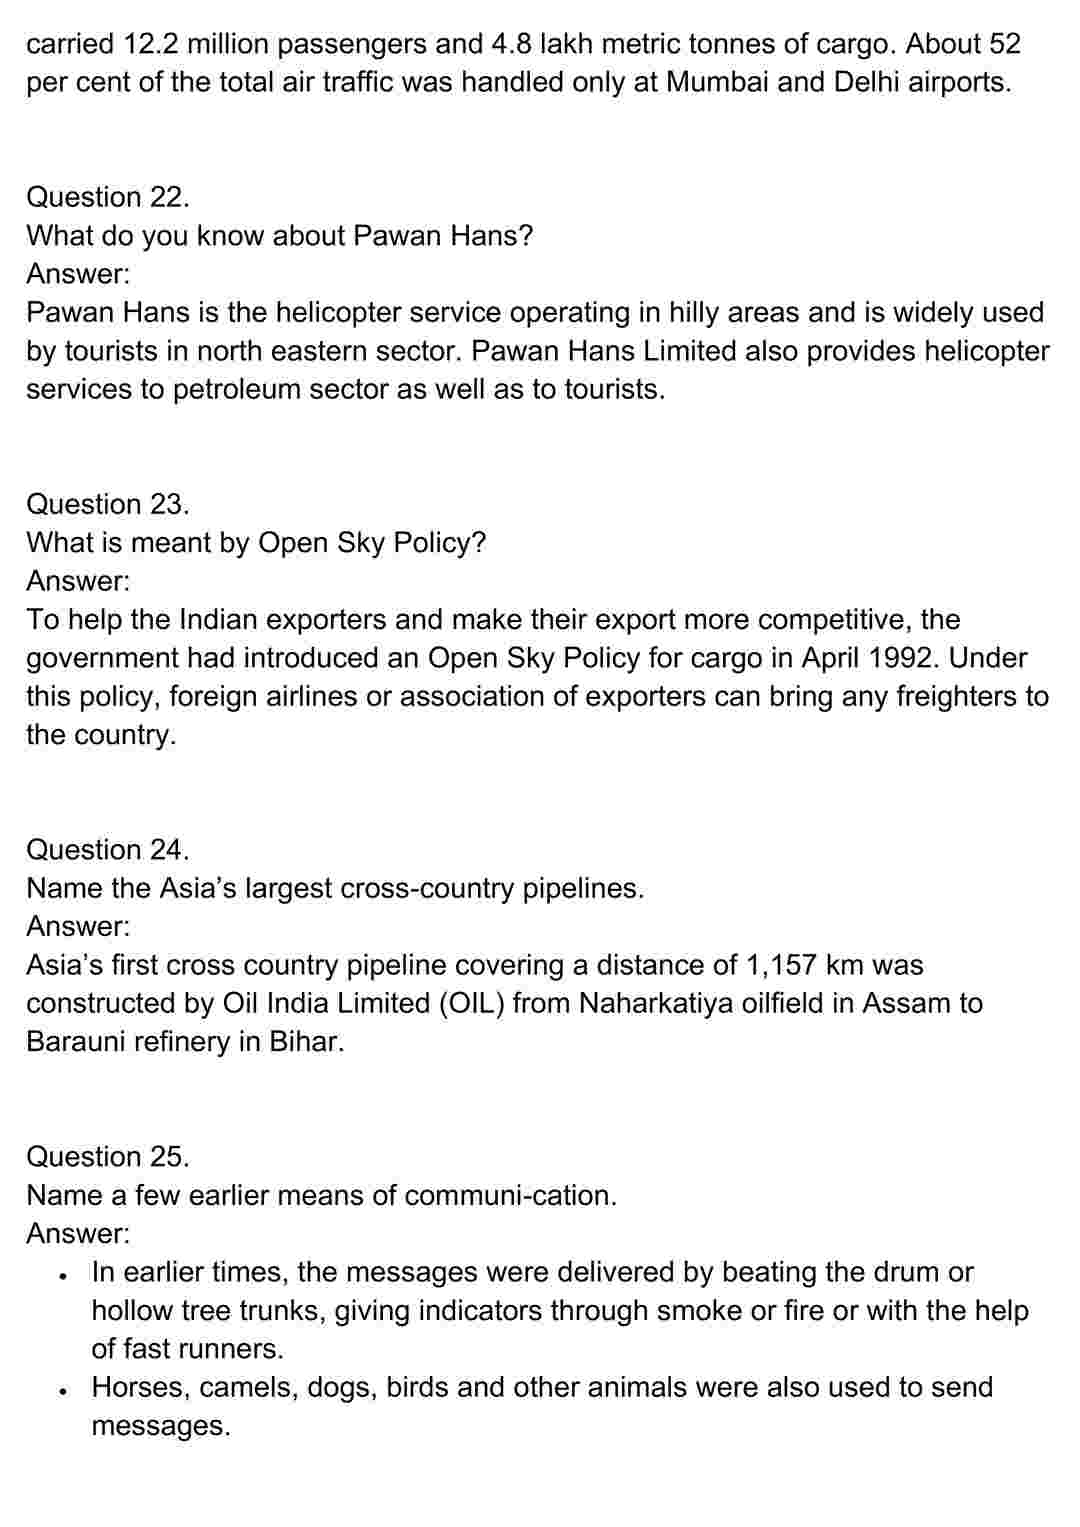 carried 12.2 million passengers and 4.8 lakh metric tonnes of cargo. About 52
per cent of the total air traffic was handled only at Mumbai and Delhi airports.
Question 22.
What do you know about Pawan Hans?
Answer:
Pawan Hans is the helicopter service operating in hilly areas and is widely used
by tourists in north eastern sector. Pawan Hans Limited also provides helicopter
services to petroleum sector as well as to tourists.
Question 23.
What is meant by Open Sky Policy?
Answer:
To help the Indian exporters and make their export more competitive, the
government had introduced an Open Sky Policy for cargo in April 1992. Under
this policy, foreign airlines or association of exporters can bring any freighters to
the country.
Question 24.
Name the Asia’s largest cross-country pipelines.
Answer:
Asia’s first cross country pipeline covering a distance of 1,157 km was
constructed by Oil India Limited (OIL) from Naharkatiya oilfield in Assam to
Barauni refinery in Bihar.
Question 25.
Name a few earlier means of communi-cation.
Answer:
• In earlier times, the messages were delivered by beating the drum or
hollow tree trunks, giving indicators through smoke or fire or with the help
of fast runners.
• Horses, camels, dogs, birds and other animals were also used to send
messages.